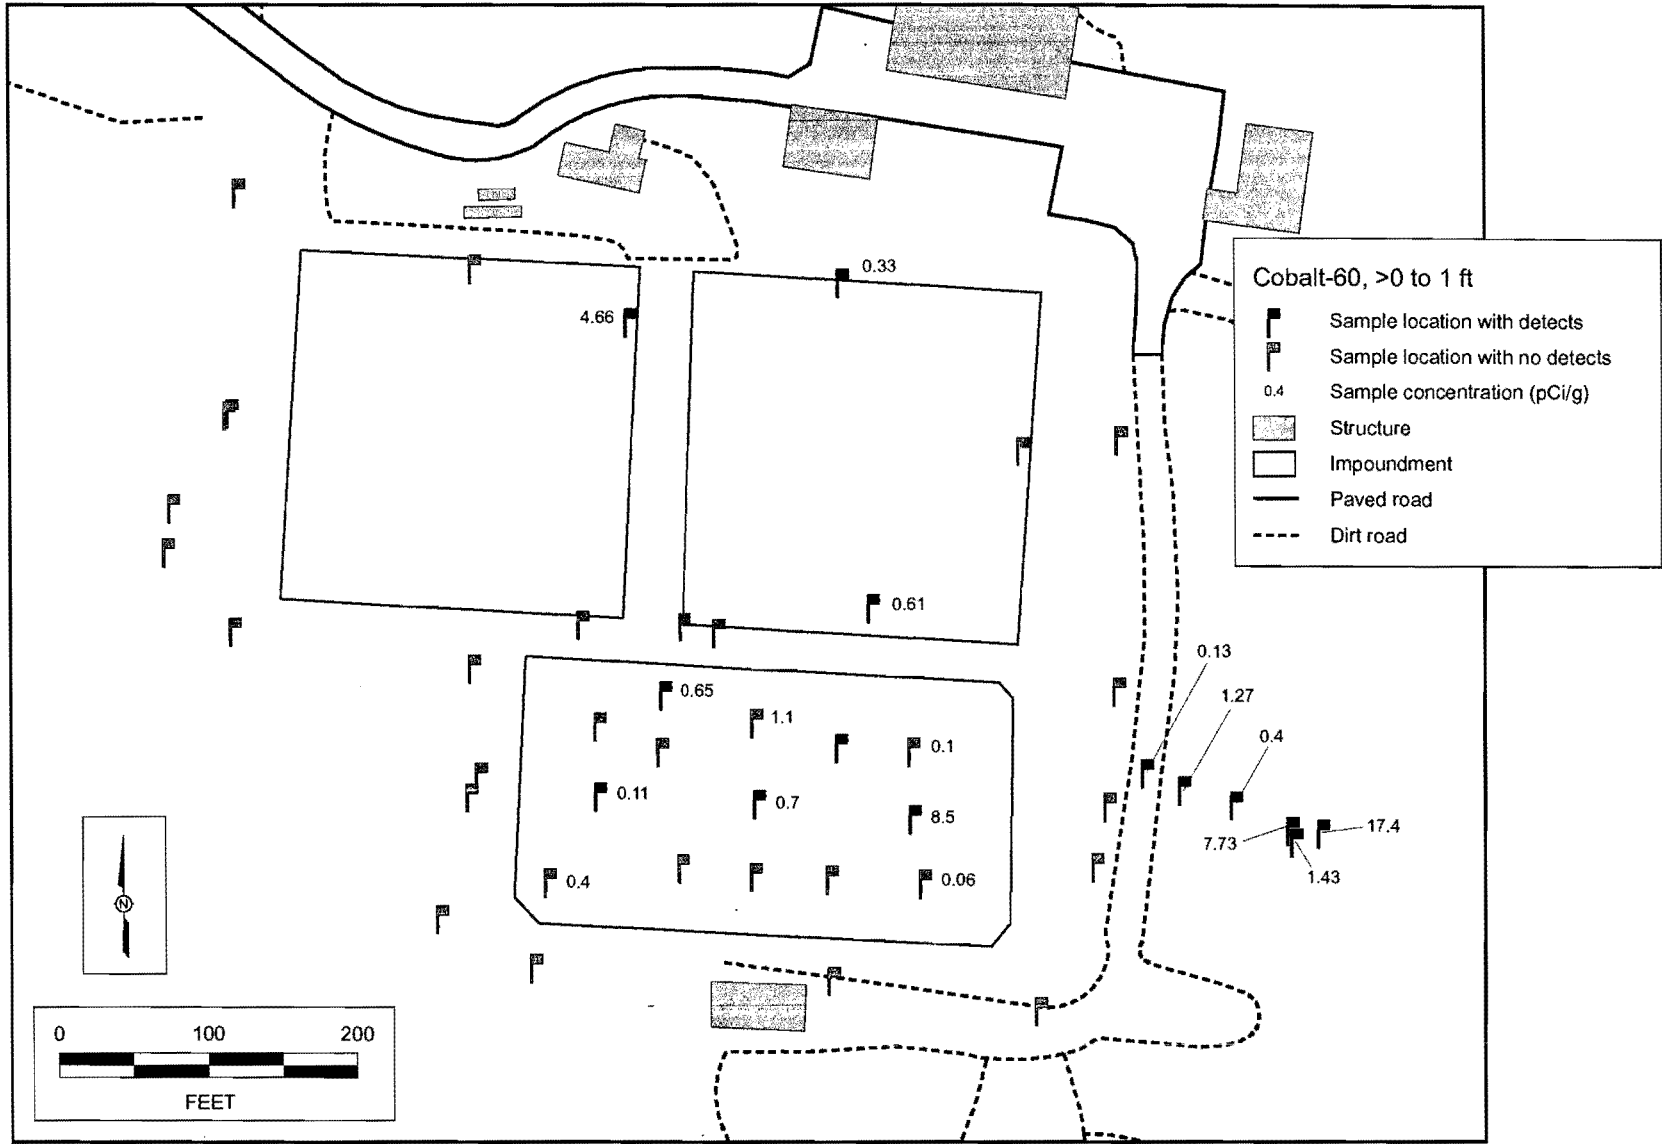 0.33
4.66
Cobalt-60, >0 to 1 ft
Sample location with detects
Sample location with no detects
0.4 Sample concentration (pCi/g)
Structure
Impoundment
Paved road
Dirt road
0.61
0.13
0.65
1.27
1.1
0.4
0.1
0.11
0.7
8.5
17.4
7.73
1.43
0.4
0.06
N
0 100 200
FEET